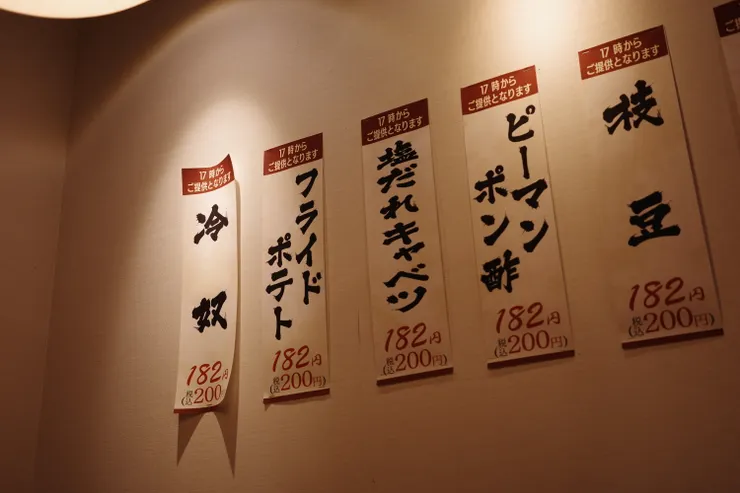 17時から
ご提供となります
枝豆
182円
(税込200円)
17時から
ご提供となります
ピーマン
ポン酢
182円
(税込200円)
17時から
ご提供となります
塩だれキャベツ
182円
(税込200円)
17時から
ご提供となります
フライド
ポテト
182円
(税込200円)
17時から
ご提供となります
冷奴
182円
(税込200